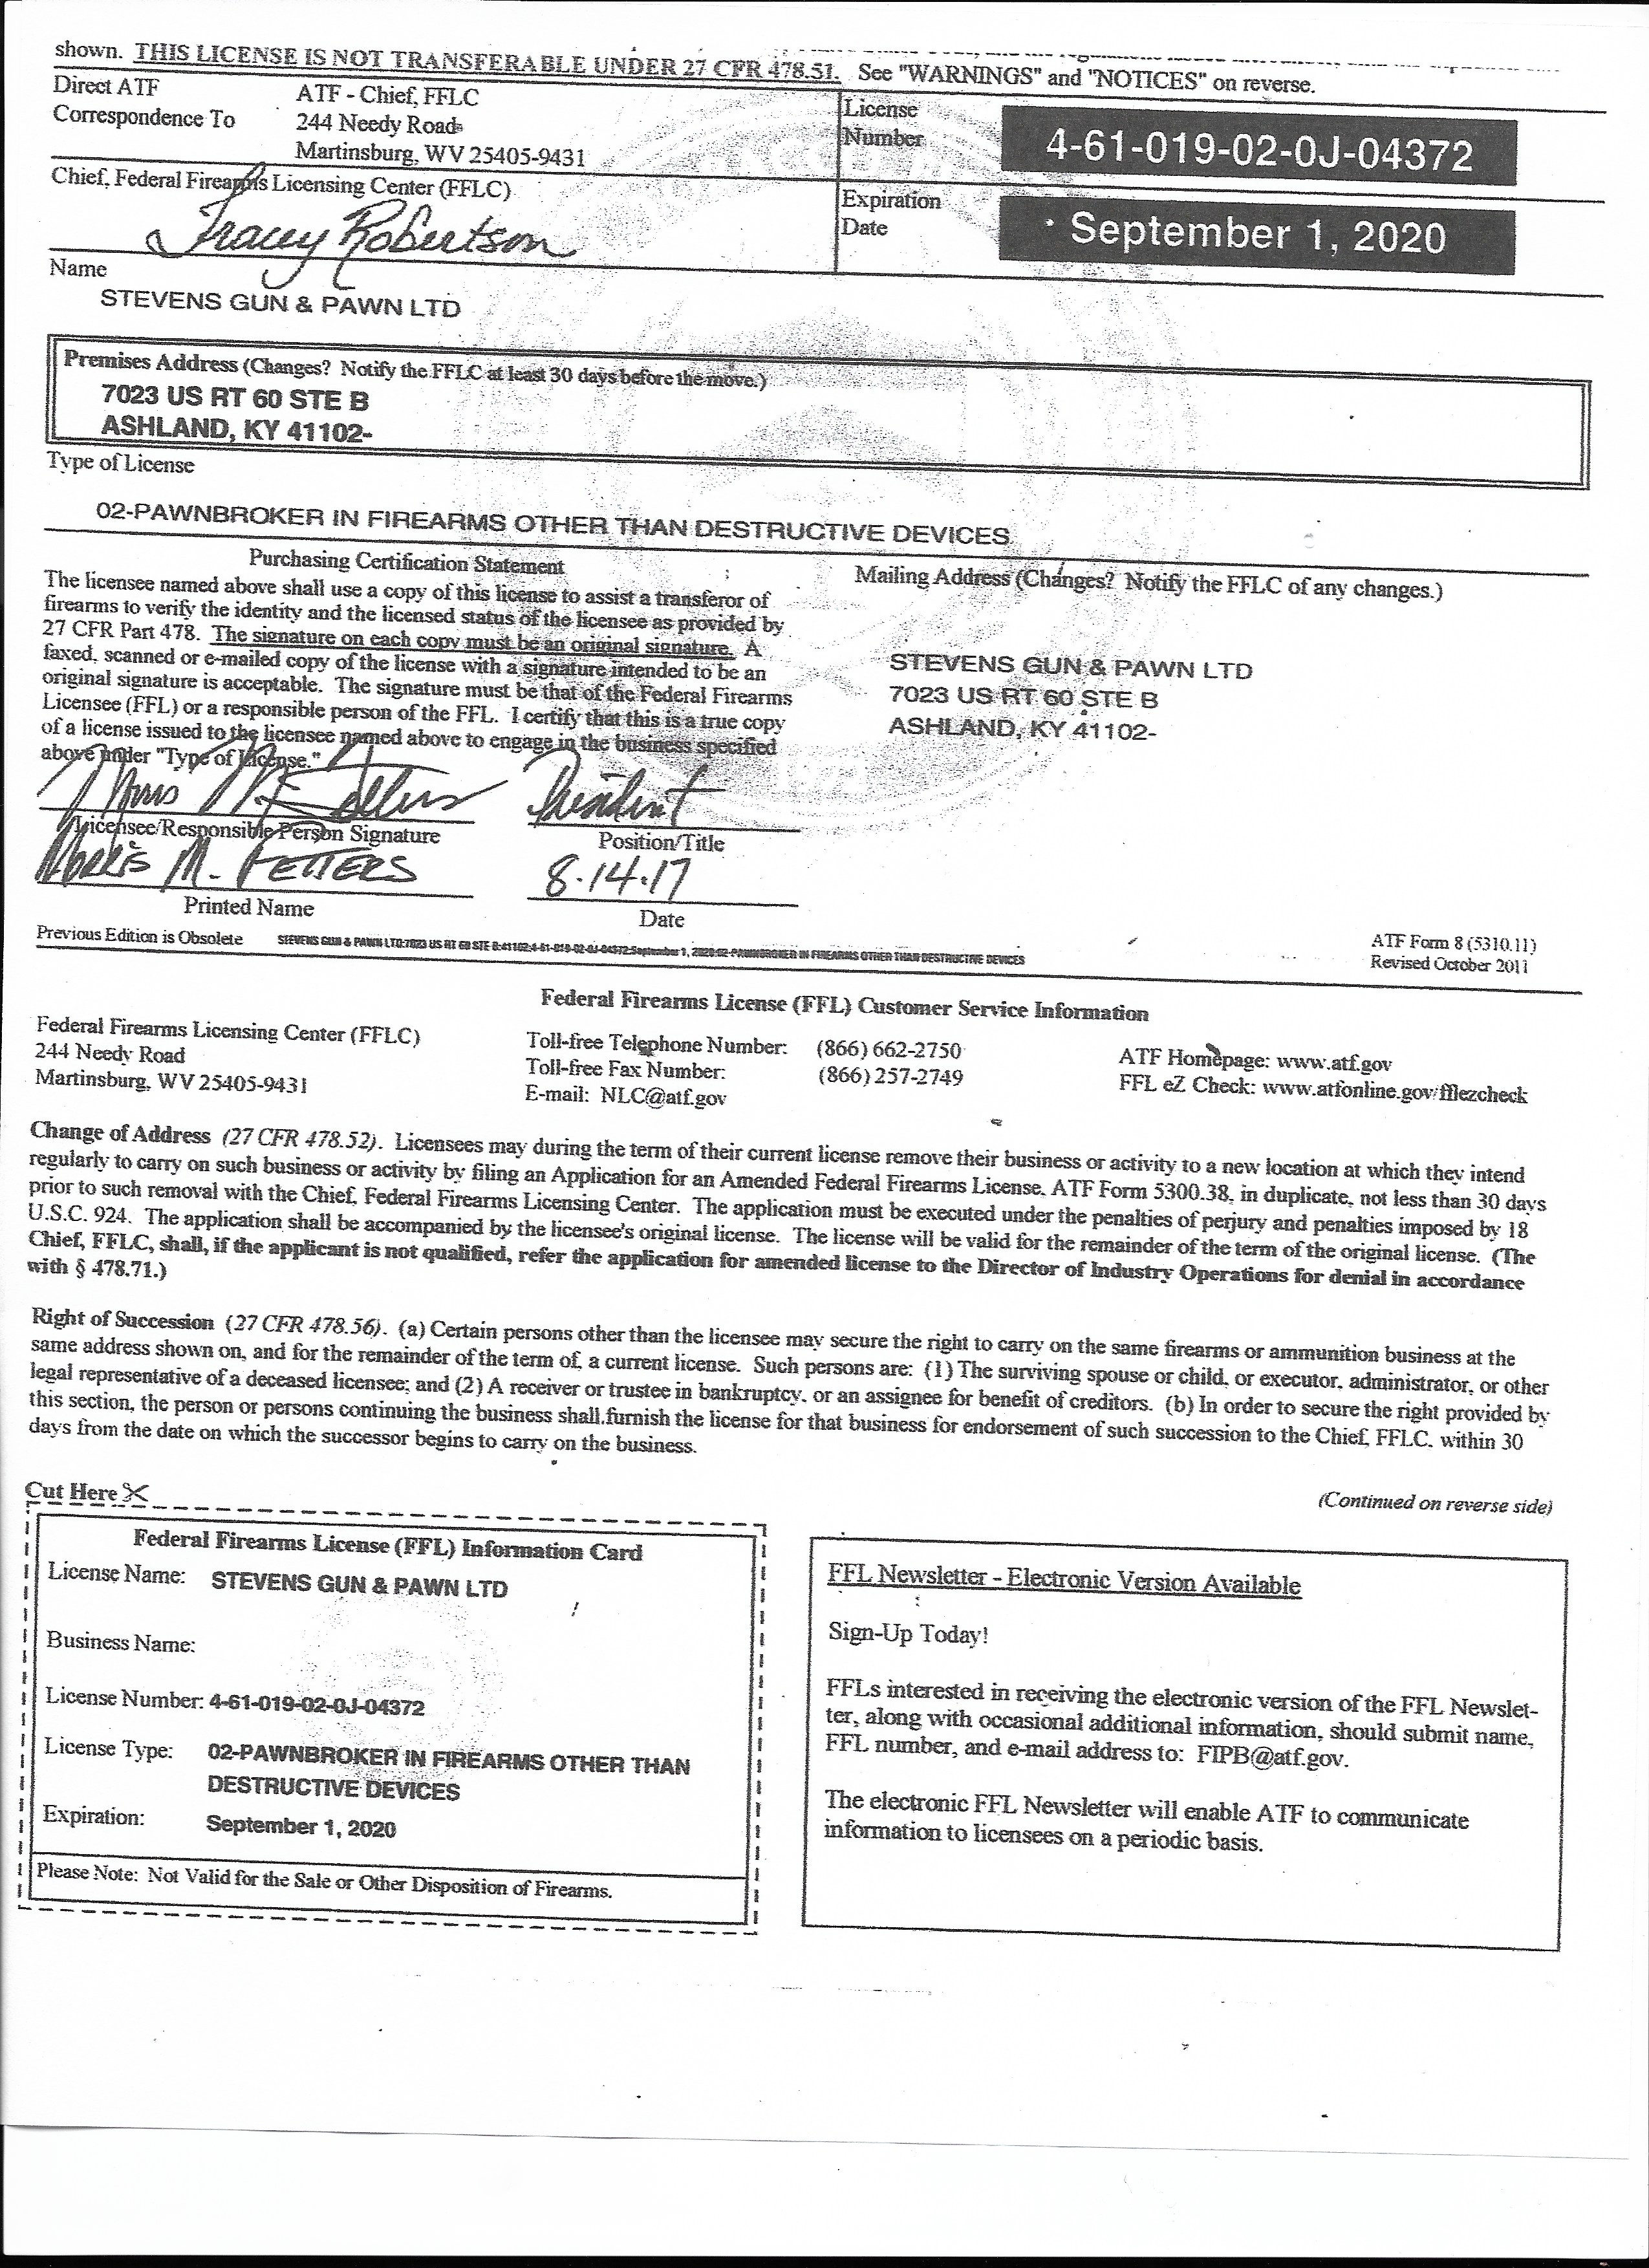 shown. THIS LICENSE IS NOT TRANSFERABLE UNDER 27 CFR 478.51. See "WARNINGS" and "NOTICES" on reverse.
Direct ATF
Correspondence To
ATF - Chief, FFLC
244 Needy Road
Martinsburg, WV 25405-9431
License
Number
4-61-019-02-0J-04372
Chief, Federal Firearms Licensing Center (FFLC)
Tracey Robertson
Expiration
Date
September 1, 2020
Name
STEVENS GUN & PAWN LTD
Premises Address (Changes? Notify the FFLC at least 30 days before the move.)
7023 US RT 60 STE B
ASHLAND, KY 41102-
Type of License
02-PAWNBROKER IN FIREARMS OTHER THAN DESTRUCTIVE DEVICES
Purchasing Certification Statement
The licensee named above shall use a copy of this license to assist a transferor of
firearms to verify the identity and the licensed status of the licensee as provided by
27 CFR Part 478. The signature on each copy must be an original signature. A
faxed, scanned or e-mailed copy of the license with a signature intended to be an
original signature is acceptable. The signature must be that of the Federal Firearms
Licensee (FFL) or a responsible person of the FFL. I certify that this is a true copy
of a license issued to the licensee named above to engage in the business specified
above under "Type of License."
Mailing Address (Changes? Notify the FFLC of any changes.)
STEVENS GUN & PAWN LTD
7023 US RT 60 STE B
ASHLAND, KY 41102-
Morris M. Fetters President
Licensee/Responsible Person Signature Position/Title
MORRIS M. FETTERS 8.14.17
Printed Name Date
Previous Edition is Obsolete STEVENS GUN & PAWN LTD:7023 US RT 60 STE B:41102:4-61-019-02-0J-04372:September 1, 2020:02-PAWNBROKER IN FIREARMS OTHER THAN DESTRUCTIVE DEVICES
ATF Form 8 (5310.11)
Revised October 2011
Federal Firearms License (FFL) Customer Service Information
Federal Firearms Licensing Center (FFLC)
244 Needy Road
Martinsburg, WV 25405-9431
Toll-free Telephone Number: (866) 662-2750
Toll-free Fax Number: (866) 257-2749
E-mail: NLC@atf.gov
ATF Homepage: www.atf.gov
FFL eZ Check: www.atfonline.gov/fflezcheck
Change of Address (27 CFR 478.52). Licensees may during the term of their current license remove their business or activity to a new location at which they intend
regularly to carry on such business or activity by filing an Application for an Amended Federal Firearms License, ATF Form 5300.38, in duplicate, not less than 30 days
prior to such removal with the Chief, Federal Firearms Licensing Center. The application must be executed under the penalties of perjury and penalties imposed by 18
U.S.C. 924. The application shall be accompanied by the licensee's original license. The license will be valid for the remainder of the term of the original license. (The
Chief, FFLC, shall, if the applicant is not qualified, refer the application for amended license to the Director of Industry Operations for denial in accordance
with § 478.71.)
Right of Succession (27 CFR 478.56). (a) Certain persons other than the licensee may secure the right to carry on the same firearms or ammunition business at the
same address shown on, and for the remainder of the term of, a current license. Such persons are: (1) The surviving spouse or child, or executor, administrator, or other
legal representative of a deceased licensee; and (2) A receiver or trustee in bankruptcy, or an assignee for benefit of creditors. (b) In order to secure the right provided by
this section, the person or persons continuing the business shall furnish the license for that business for endorsement of such succession to the Chief, FFLC, within 30
days from the date on which the successor begins to carry on the business.
(Continued on reverse side)
Cut Here
Federal Firearms License (FFL) Information Card
License Name: STEVENS GUN & PAWN LTD
Business Name:
License Number: 4-61-019-02-0J-04372
License Type: 02-PAWNBROKER IN FIREARMS OTHER THAN
DESTRUCTIVE DEVICES
Expiration: September 1, 2020
Please Note: Not Valid for the Sale or Other Disposition of Firearms.
FFL Newsletter - Electronic Version Available
Sign-Up Today!
FFLs interested in receiving the electronic version of the FFL Newslet-
ter, along with occasional additional information, should submit name,
FFL number, and e-mail address to: FIPB@atf.gov.
The electronic FFL Newsletter will enable ATF to communicate
information to licensees on a periodic basis.